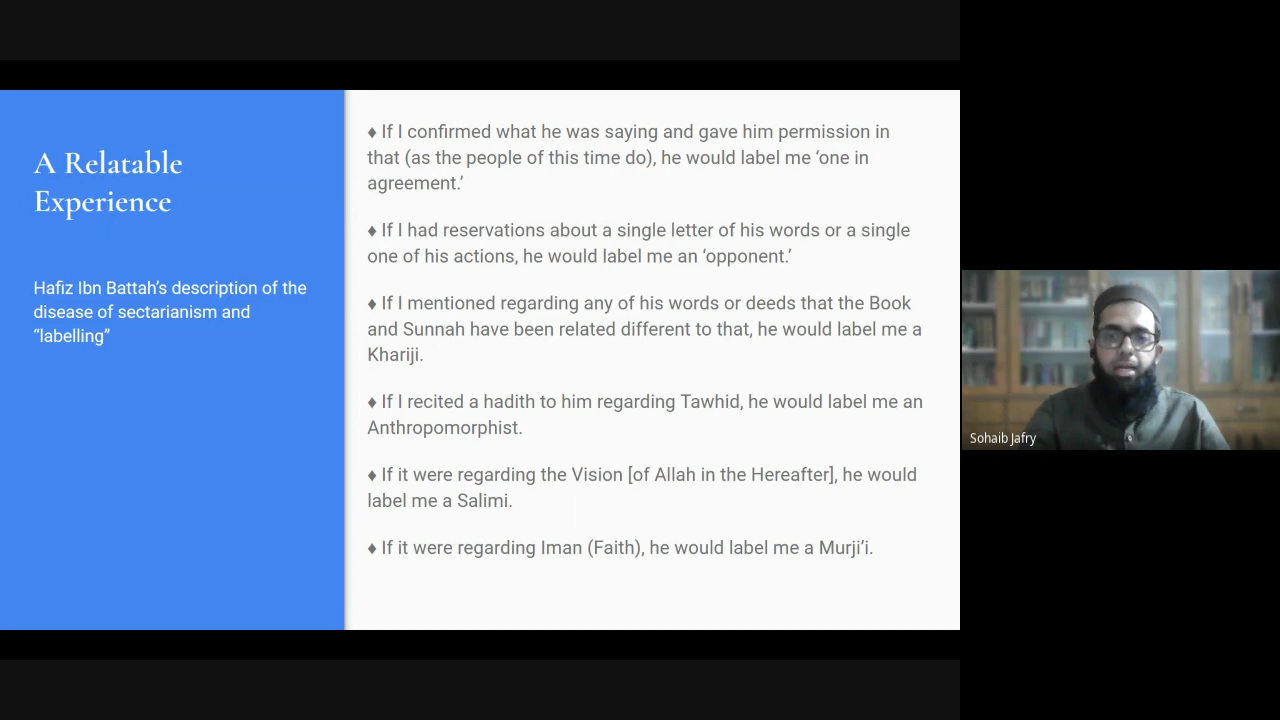 A Relatable
Experience
Hafiz Ibn Battah’s description of the
disease of sectarianism and
“labelling”
♦ If I confirmed what he was saying and gave him permission in
that (as the people of this time do), he would label me ‘one in
agreement.’
♦ If I had reservations about a single letter of his words or a single
one of his actions, he would label me an ‘opponent.’
♦ If I mentioned regarding any of his words or deeds that the Book
and Sunnah have been related different to that, he would label me a
Khariji.
♦ If I recited a hadith to him regarding Tawhid, he would label me an
Anthropomorphist.
♦ If it were regarding the Vision [of Allah in the Hereafter], he would
label me a Salimi.
♦ If it were regarding Iman (Faith), he would label me a Murji’i.
Sohaib Jafry